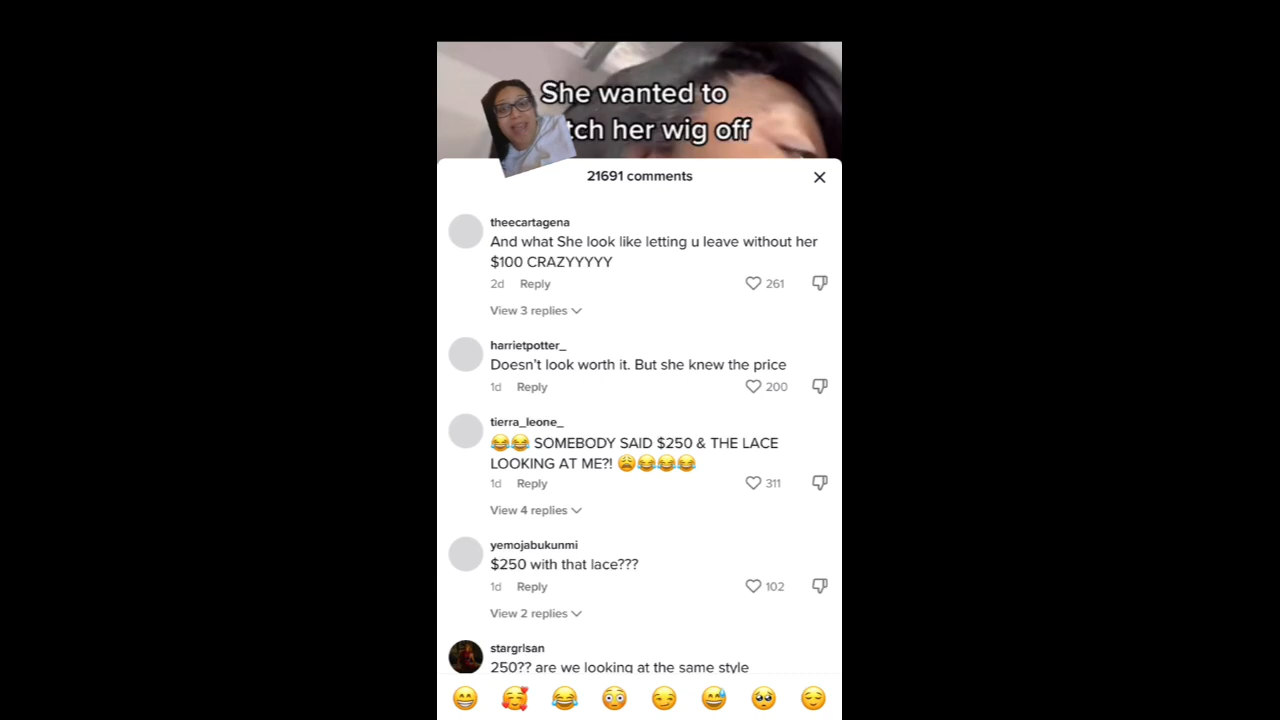 She wanted to
tch her wig off
21691 comments
theecartagena
And what She look like letting u leave without her
$100 CRAZYYYYY
2d Reply
261
View 3 replies
harrietpotter_
Doesn't look worth it. But she knew the price
1d Reply
200
tierra_leone_
😂😂 SOMEBODY SAID $250 & THE LACE
LOOKING AT ME?! 😩😂😂😂
1d Reply
311
View 4 replies
yemojabukunmi
$250 with that lace???
1d Reply
102
View 2 replies
stargrlsan
250?? are we looking at the same style